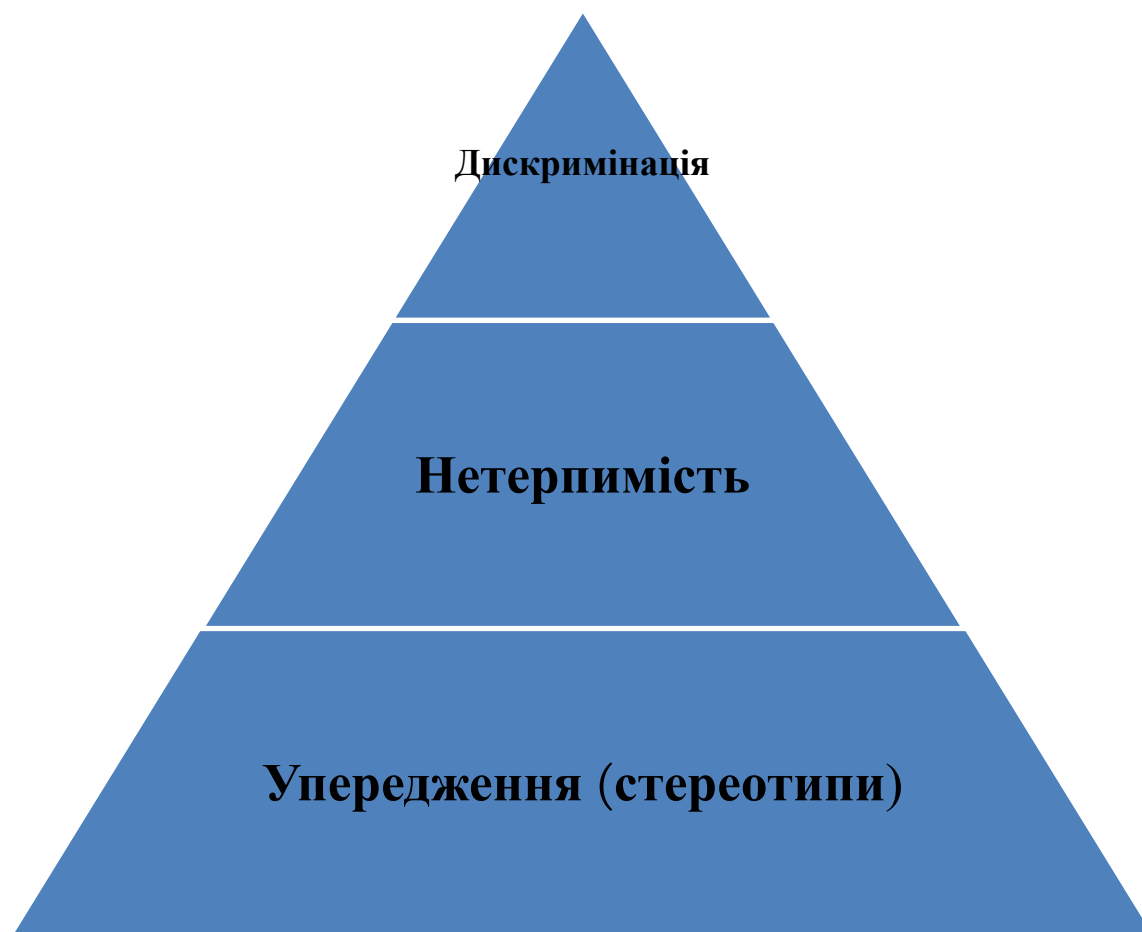 Дискримінація
Нетерпимість
Упередження (стереотипи)